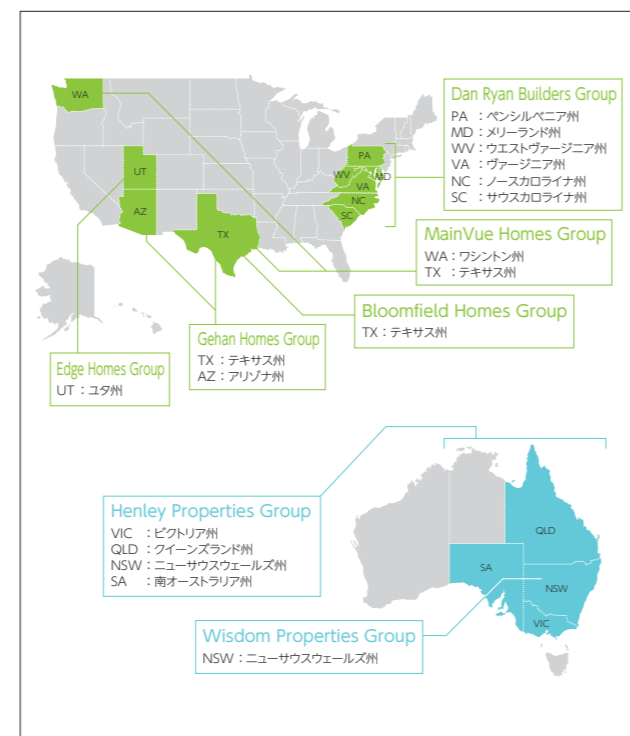 WA
UT
AZ
TX
PA
WV
MD
VA
NC
SC
Dan Ryan Builders Group
PA ：ペンシルベニア州
MD：メリーランド州
WV：ウエストヴァージニア州
VA ：ヴァージニア州
NC ：ノースカロライナ州
SC ：サウスカロライナ州
MainVue Homes Group
WA：ワシントン州
TX ：テキサス州
Bloomfield Homes Group
TX ：テキサス州
Gehan Homes Group
TX ：テキサス州
AZ ：アリゾナ州
Edge Homes Group
UT ：ユタ州
Henley Properties Group
VIC ：ビクトリア州
QLD ：クイーンズランド州
NSW：ニューサウスウェールズ州
SA ：南オーストラリア州
QLD
SA
NSW
VIC
Wisdom Properties Group
NSW：ニューサウスウェールズ州